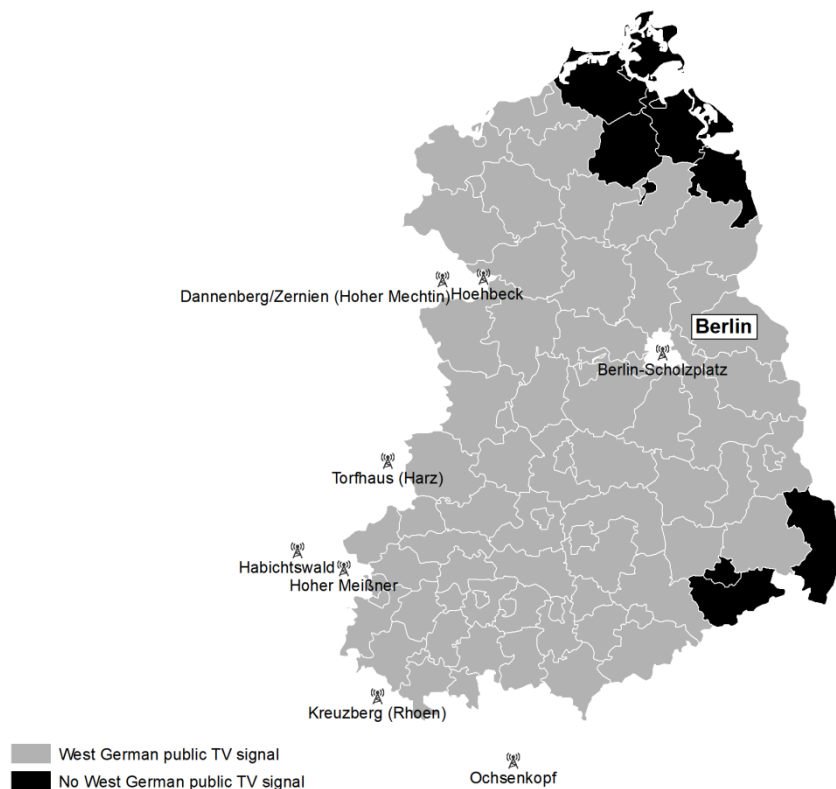 Dannenberg/Zernien (Hoher Mechtin)
Hoehbeck
Berlin
Berlin-Scholzplatz
Torfhaus (Harz)
Habichtswald
Hoher Meißner
Kreuzberg (Rhoen)
West German public TV signal
No West German public TV signal
Ochsenkopf